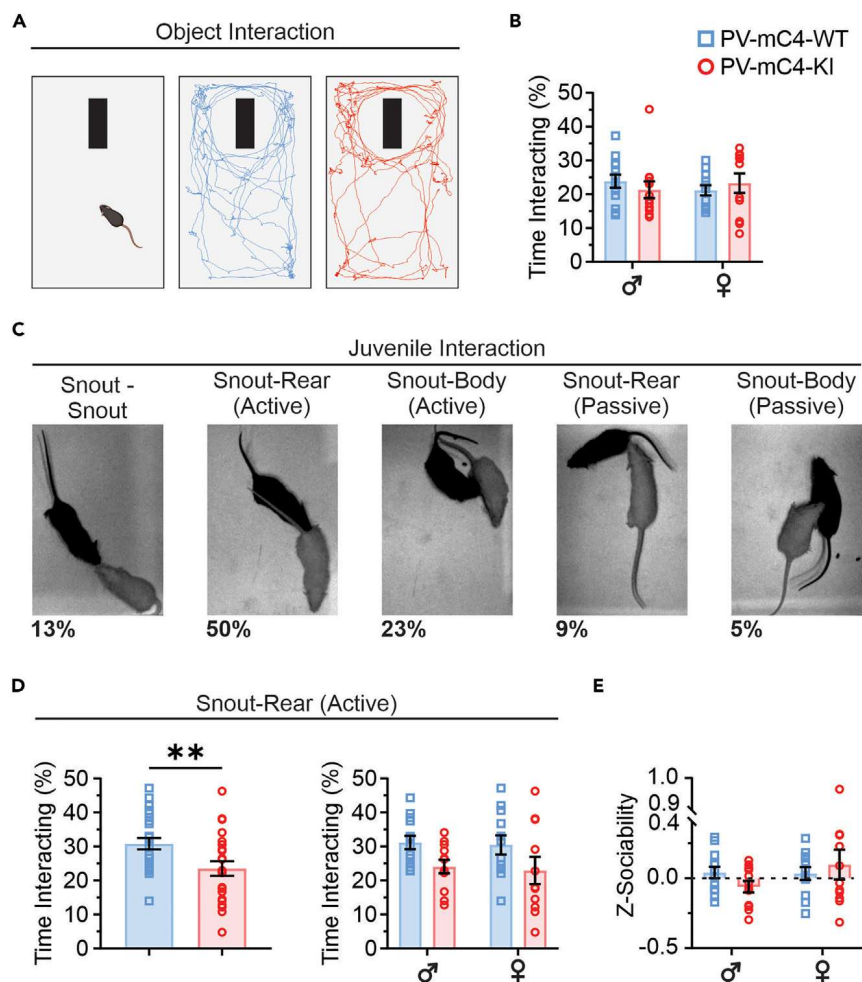 A
Object Interaction
B
PV-mC4-WT
PV-mC4-KI
Time Interacting (%)
50
40
30
20
10
0
♂ ♀
C
Juvenile Interaction
Snout -
Snout
Snout-Rear
(Active)
Snout-Body
(Active)
Snout-Rear
(Passive)
Snout-Body
(Passive)
13% 50% 23% 9% 5%
D
Snout-Rear (Active)
**
Time Interacting (%)
50
40
30
20
10
0
Time Interacting (%)
50
40
30
20
10
0
♂ ♀
E
Z-Sociability
1.0
0.9
0.4
0.0
-0.5
♂ ♀